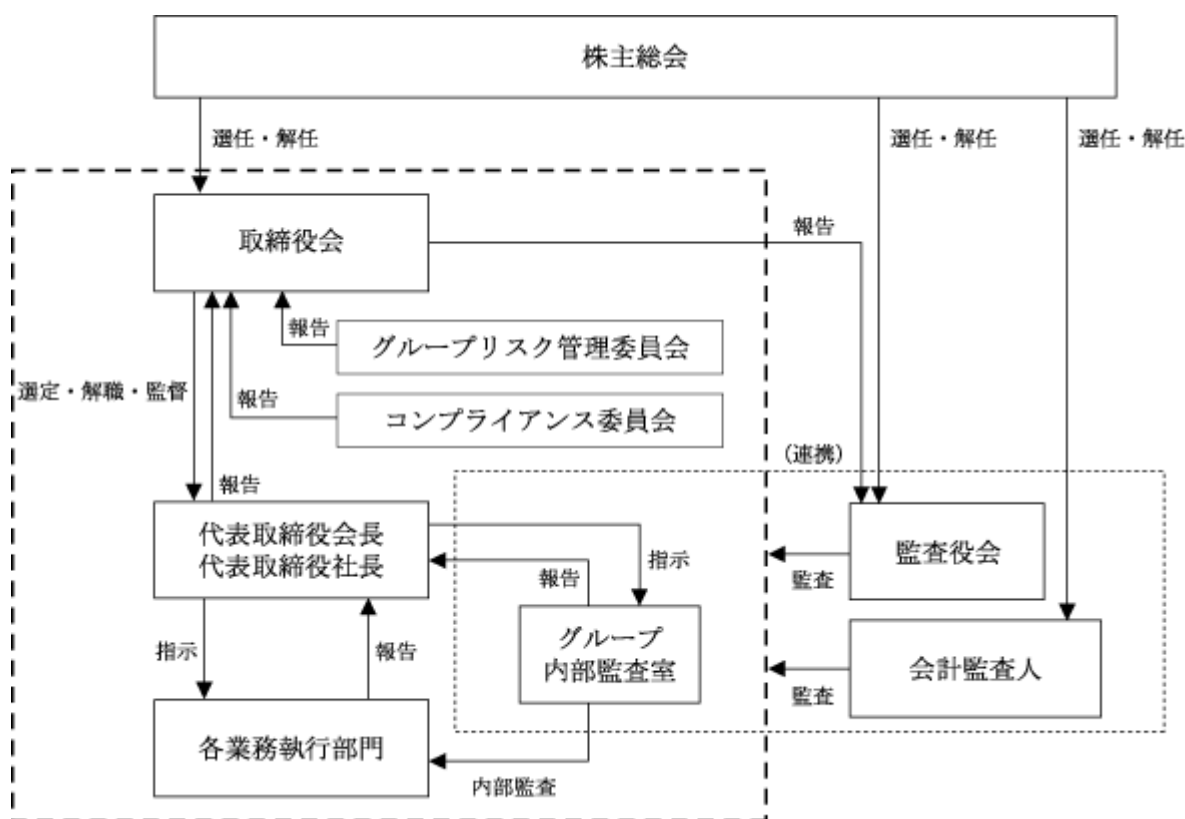 株主総会
選任・解任
選任・解任
選任・解任
取締役会
報告
報告
グループリスク管理委員会
選定・解職・監督
報告
コンプライアンス委員会
(連携)
報告
代表取締役会長
代表取締役社長
指示
報告
監査役会
監査
グループ
内部監査室
指示
報告
会計監査人
監査
各業務執行部門
内部監査